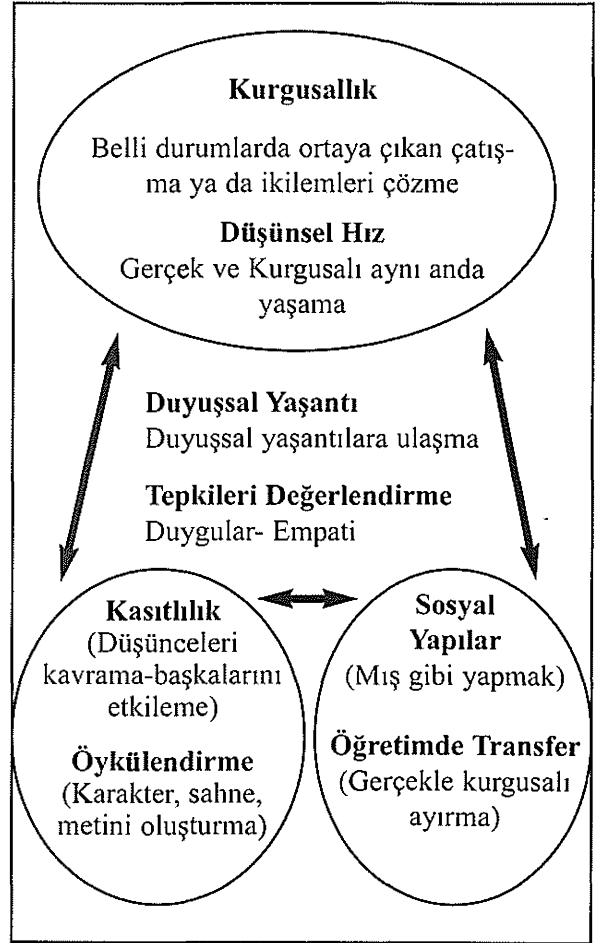 Kurgusallık
Belli durumlarda ortaya çıkan çatış-
ma ya da ikilemleri çözme
Düşünsel Hız
Gerçek ve Kurgusalı aynı anda
yaşama
Duyuşsal Yaşantı
Duyuşsal yaşantılara ulaşma
Tepkileri Değerlendirme
Duygular- Empati
Kasıtlılık
(Düşünceleri
kavrama-başkalarını
etkileme)
Öykülendirme
(Karakter, sahne,
metini oluşturma)
Sosyal
Yapılar
(Mış gibi yapmak)
Öğretimde Transfer
(Gerçekle kurgusalı
ayırma)